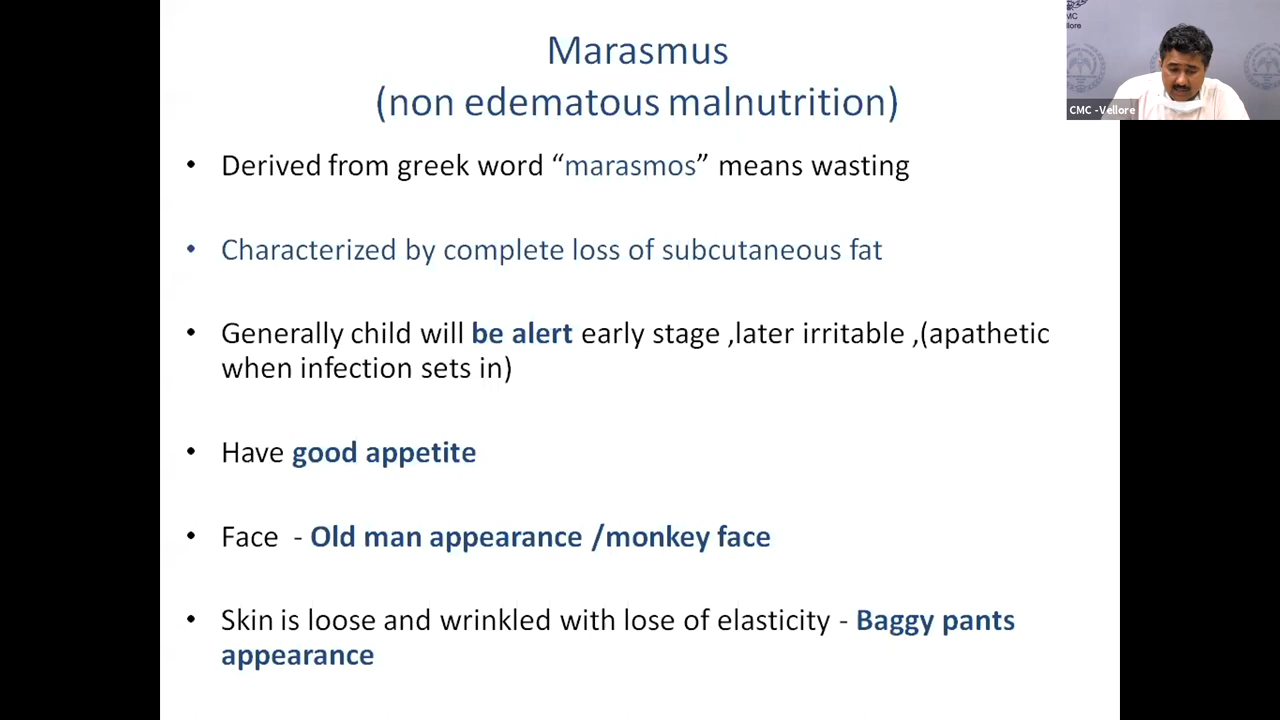 Marasmus
(non edematous malnutrition)
• Derived from greek word “marasmos” means wasting
• Characterized by complete loss of subcutaneous fat
• Generally child will be alert early stage ,later irritable ,(apathetic
when infection sets in)
• Have good appetite
• Face - Old man appearance /monkey face
• Skin is loose and wrinkled with lose of elasticity - Baggy pants
appearance
MC
llore
CMC -Vellore